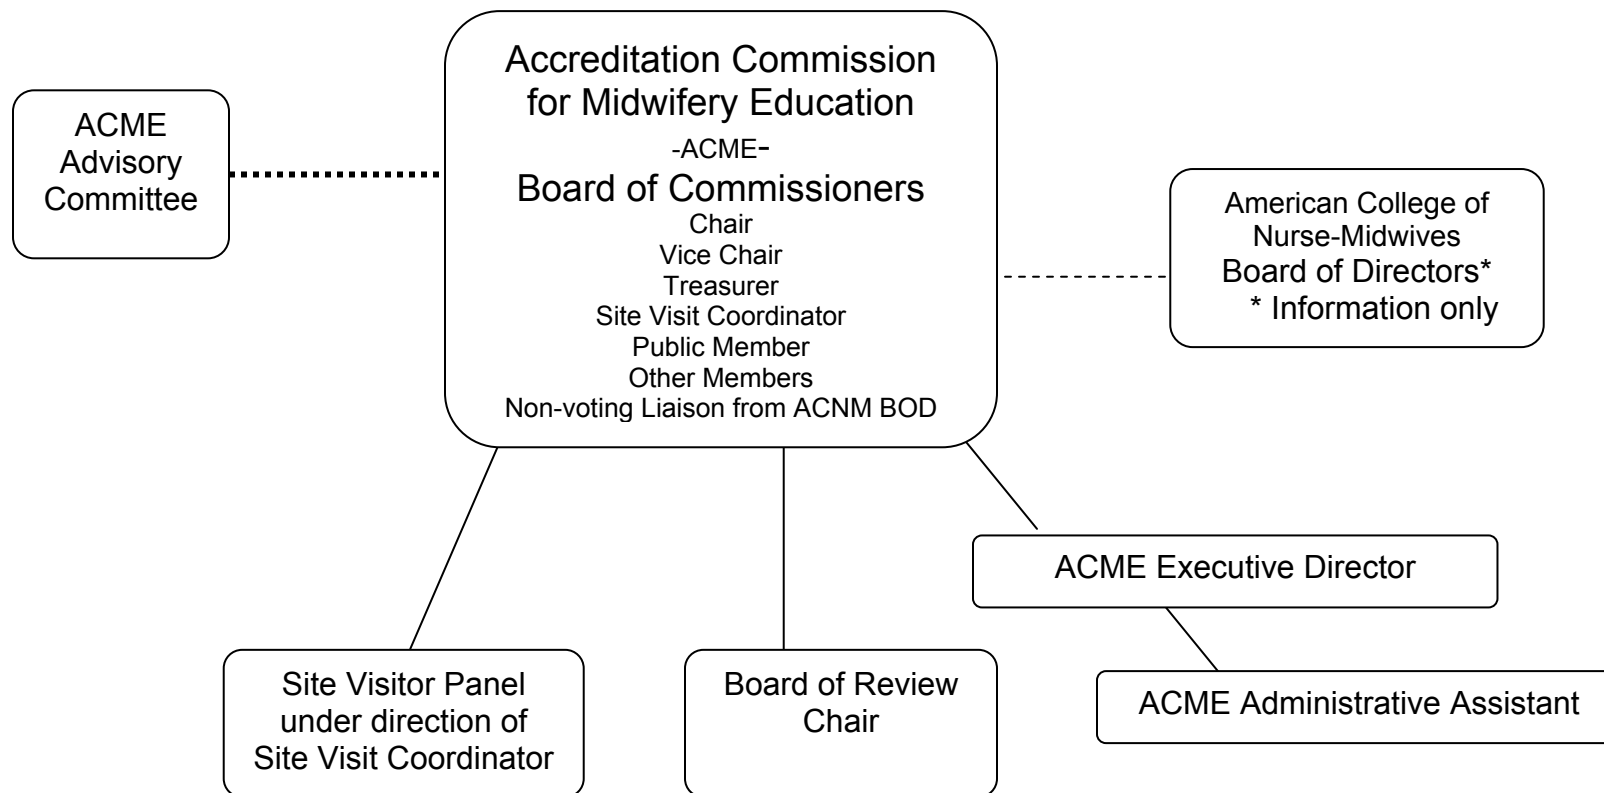 Accreditation Commission
for Midwifery Education
-ACME-
Board of Commissioners
Chair
Vice Chair
Treasurer
Site Visit Coordinator
Public Member
Other Members
Non-voting Liaison from ACNM BOD
ACME
Advisory
Committee
American College of
Nurse-Midwives
Board of Directors*
* Information only
ACME Executive Director
ACME Administrative Assistant
Site Visitor Panel
under direction of
Site Visit Coordinator
Board of Review
Chair